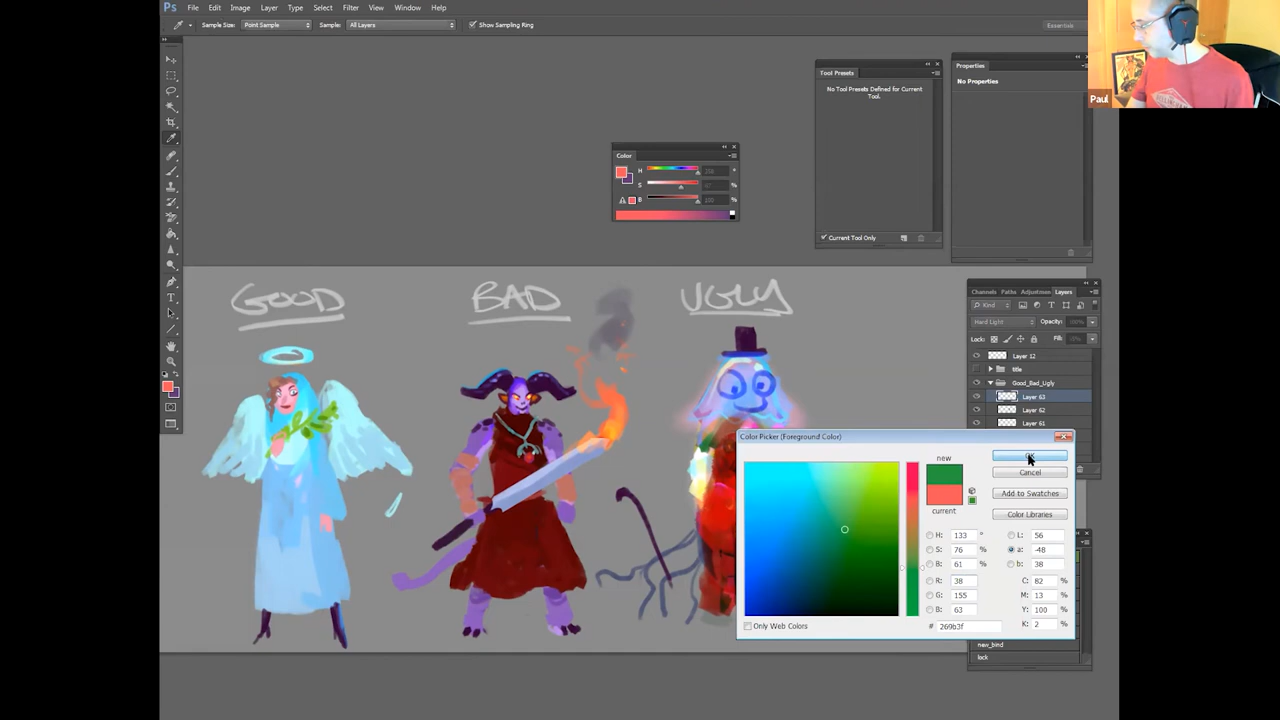 Ps File Edit Image Layer Type Select Filter View Window Help
Sample Size: Point Sample Sample: All Layers Show Sampling Ring Essentials
Paul
Tool Presets
No Tool Presets Defined for Current
Tool.
Current Tool Only
Properties
No Properties
Color
H °
S %
B %
GOOD BAD UGLY
Channels Paths Adjustmen Layers
Kind
Hard Light Opacity:
Lock: Fill:
Layer 12
title
Good_Bad_Ugly
Layer 63
Layer 62
Layer 61
Color Picker (Foreground Color)
new
current
OK
Cancel
Add to Swatches
Color Libraries
H: 133 °
S: 76 %
B: 61 %
R: 38
G: 155
B: 63
L: 56
a: -48
b: 38
C: 82 %
M: 13 %
Y: 100 %
K: 2 %
# 269b3f
Only Web Colors
new_bind
lock